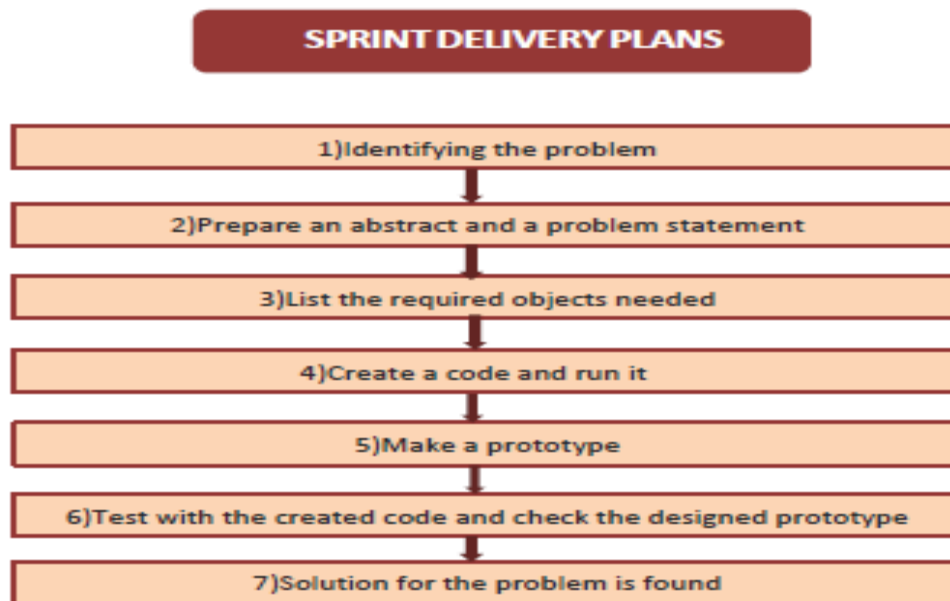 SPRINT DELIVERY PLANS
1)Identifying the problem
2)Prepare an abstract and a problem statement
3)List the required objects needed
4)Create a code and run it
5)Make a prototype
6)Test with the created code and check the designed prototype
7)Solution for the problem is found